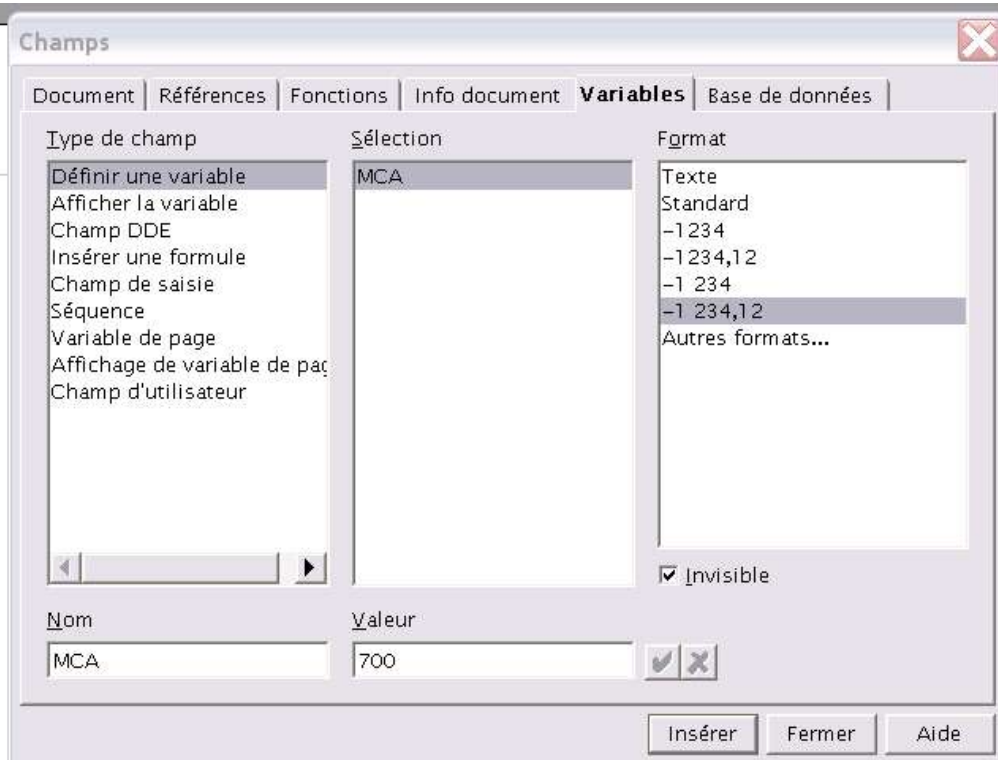 Champs
Document Références Fonctions Info document Variables Base de données
Type de champ
Définir une variable
Afficher la variable
Champ DDE
Insérer une formule
Champ de saisie
Séquence
Variable de page
Affichage de variable de pag
Champ d'utilisateur
Sélection
MCA
Format
Texte
Standard
-1234
-1234,12
-1 234
-1 234,12
Autres formats...
Invisible
Nom
MCA
Valeur
700
Insérer Fermer Aide